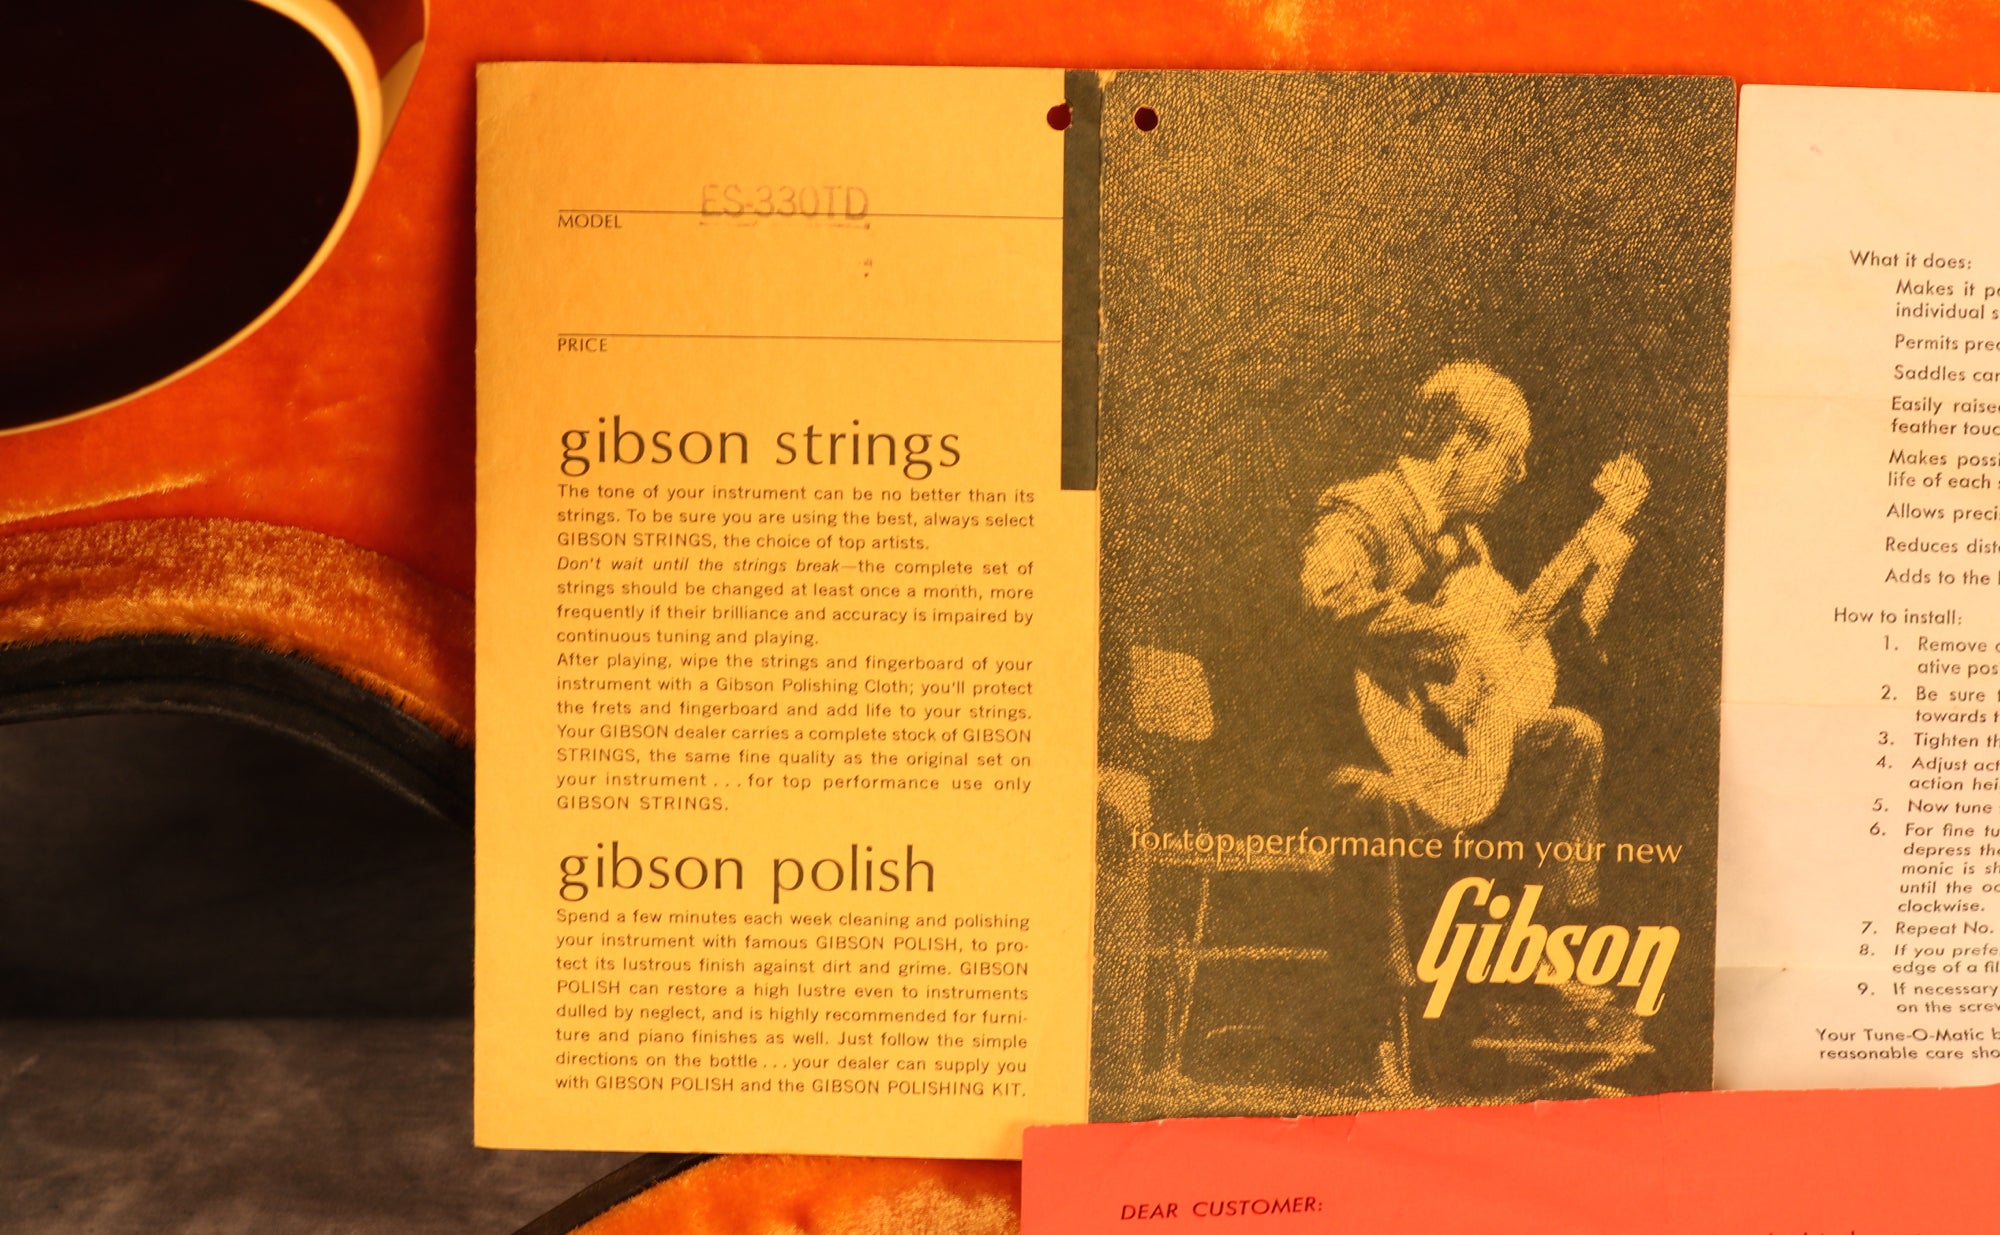 ES-330TD
MODEL
PRICE
gibson strings
The tone of your instrument can be no better than its
strings. To be sure you are using the best, always select
GIBSON STRINGS, the choice of top artists.
Don't wait until the strings break—the complete set of
strings should be changed at least once a month, more
frequently if their brilliance and accuracy is impaired by
continuous tuning and playing.
After playing, wipe the strings and fingerboard of your
instrument with a Gibson Polishing Cloth; you'll protect
the frets and fingerboard and add life to your strings.
Your GIBSON dealer carries a complete stock of GIBSON
STRINGS, the same fine quality as the original set on
your instrument . . . for top performance use only
GIBSON STRINGS.
gibson polish
Spend a few minutes each week cleaning and polishing
your instrument with famous GIBSON POLISH, to pro-
tect its lustrous finish against dirt and grime. GIBSON
POLISH can restore a high lustre even to instruments
dulled by neglect, and is highly recommended for furni-
ture and piano finishes as well. Just follow the simple
directions on the bottle . . . your dealer can supply you
with GIBSON POLISH and the GIBSON POLISHING KIT.
for top performance from your new
Gibson
What it does:
Makes it
individual
Permits
Saddles
Easily
feather
Makes
life of each
Allows
Reduces
Adds to the
How to install:
1. Remove
ative
2. Be sure
towards
3. Tighten
4. Adjust
action
5. Now tune
6. For fine
depress
monic is
until the
clockwise.
7. Repeat No.
8. If you
edge of a
9. If necessary
on the
Your Tune-O-Matic
reasonable care
DEAR CUSTOMER: